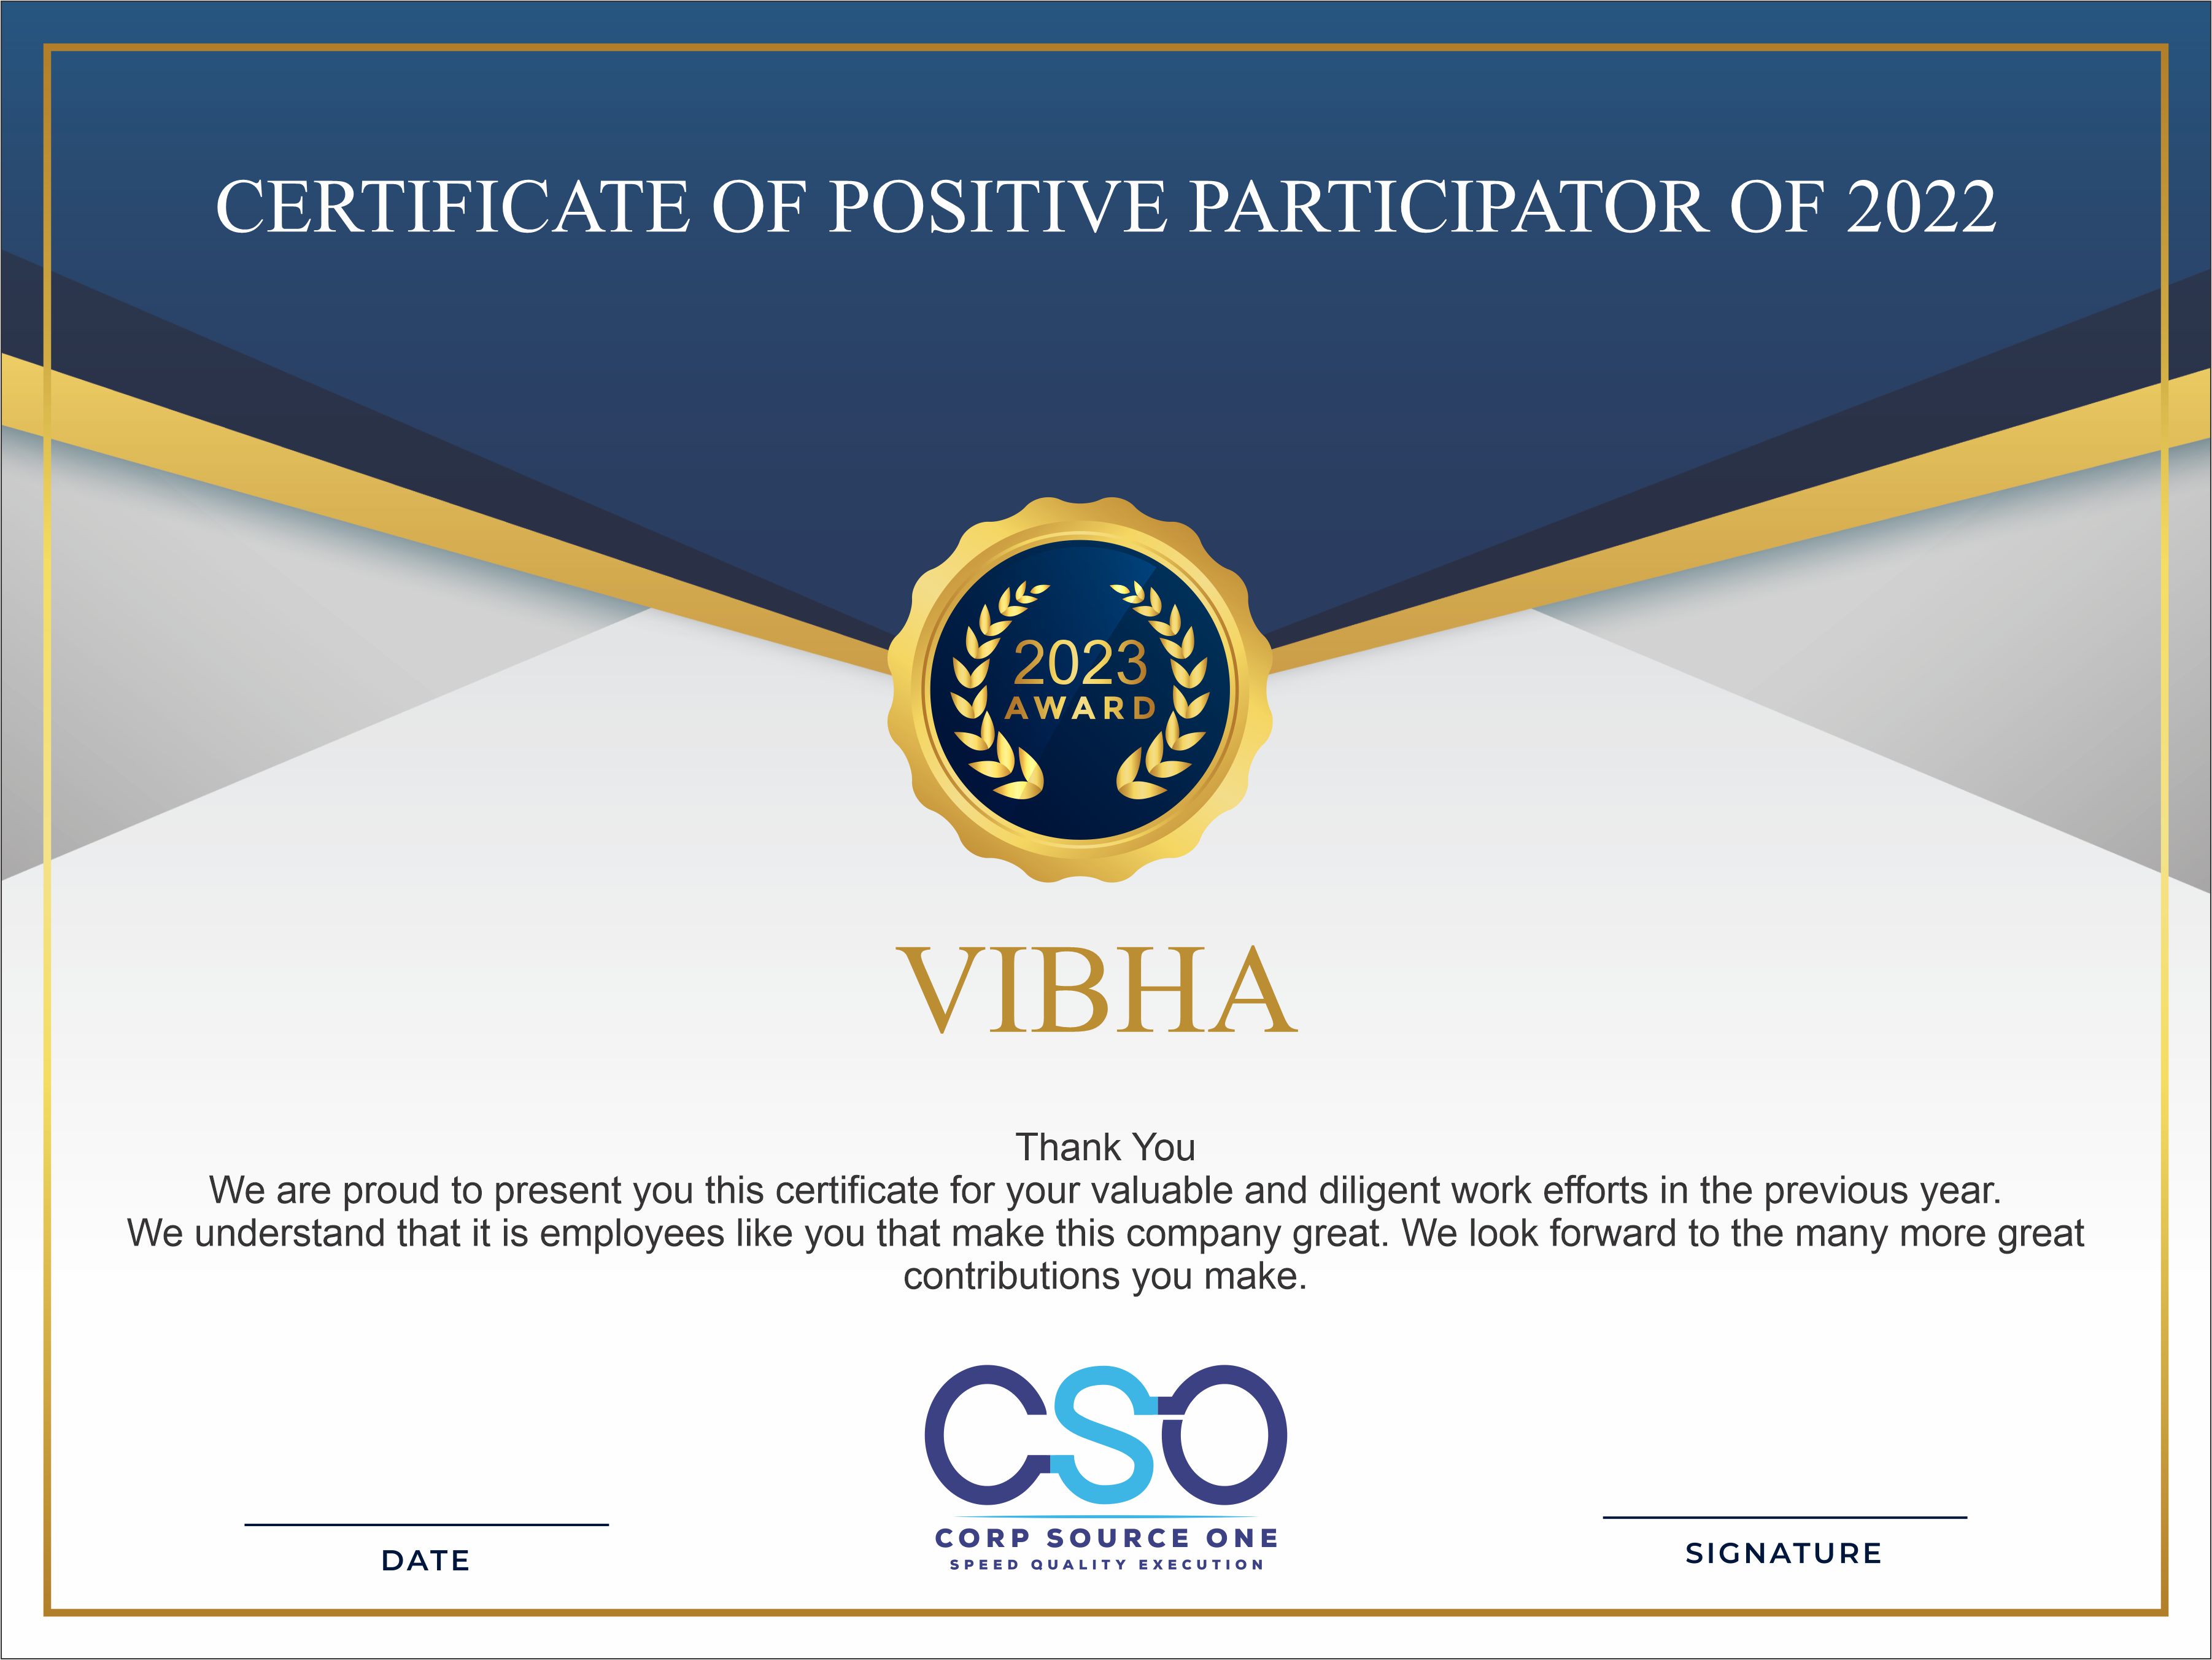 CERTIFICATE OF POSITIVE PARTICIPATOR OF 2022
2023
AWARD
VIBHA
Thank You
We are proud to present you this certificate for your valuable and diligent work efforts in the previous year.
We understand that it is employees like you that make this company great. We look forward to the many more great
contributions you make.
CSO
CORP SOURCE ONE
SPEED QUALITY EXECUTION
DATE
SIGNATURE